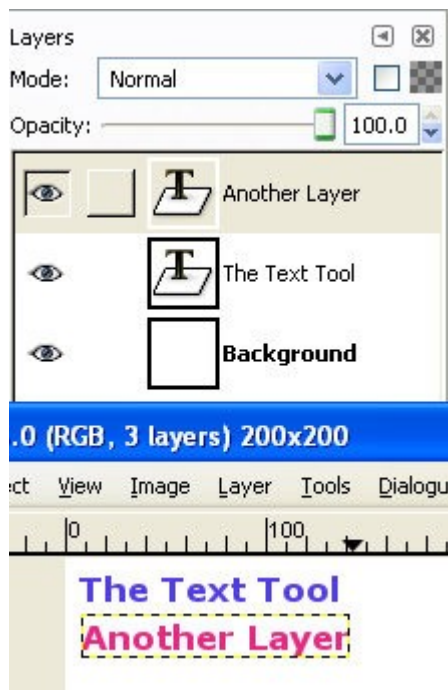 Layers
Mode: Normal
Opacity: 100.0
Another Layer
The Text Tool
Background
.0 (RGB, 3 layers) 200x200
ct View Image Layer Tools Dialogu
0 100
The Text Tool
Another Layer